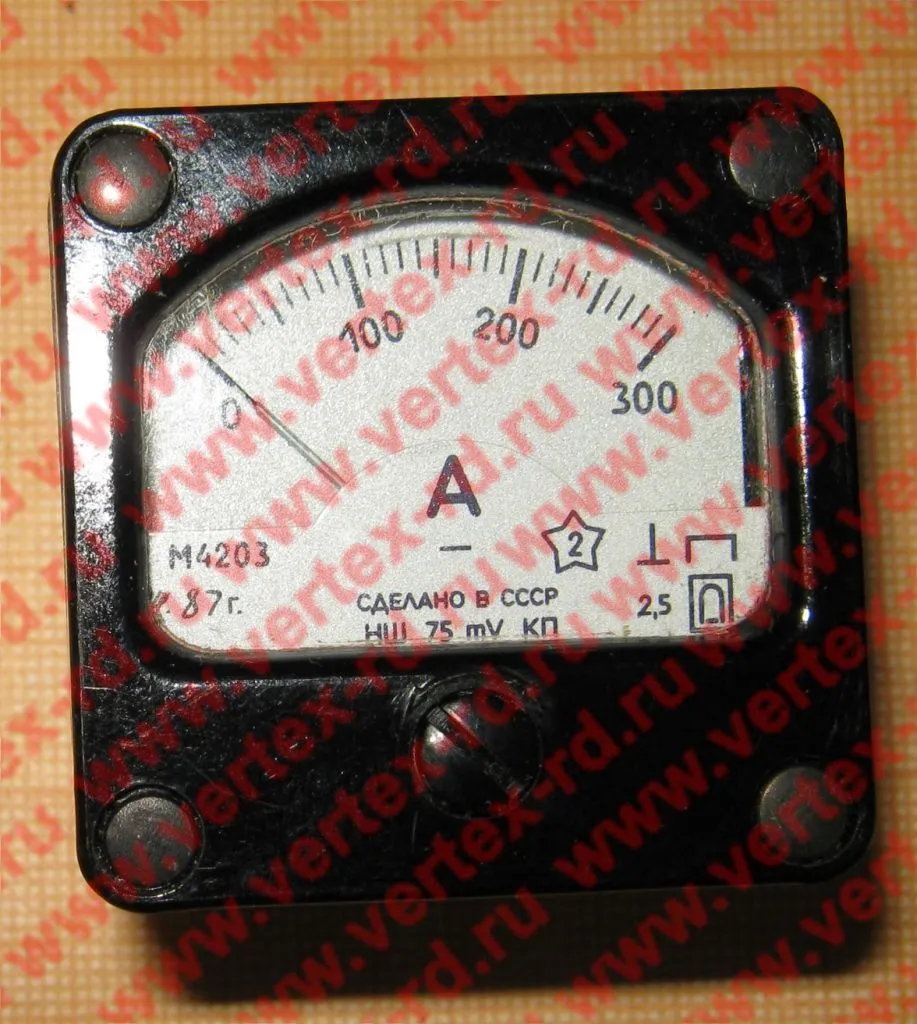 100 200
0 300
A
М4203
2
87г.
СДЕЛАНО В СССР
2,5
НШ 75 mV КП
www.vertex-rd.ru